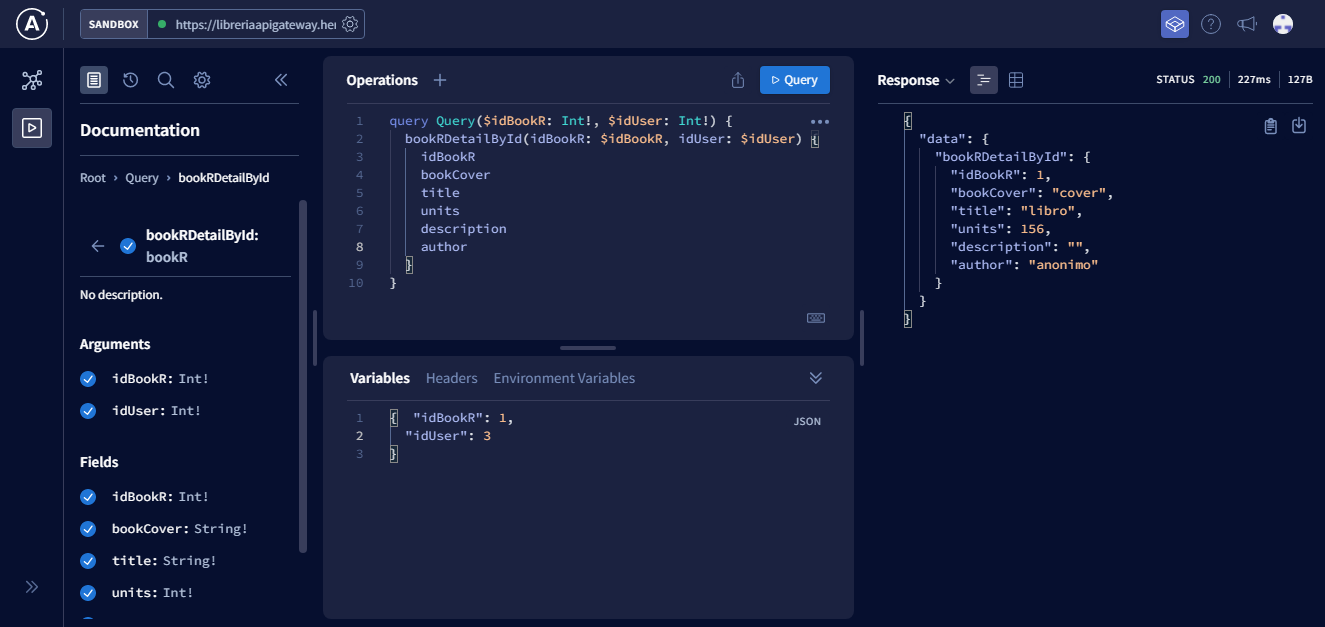 A
SANDBOX
https://libreriaapigateway.her
Documentation
Root › Query › bookRDetailById
bookRDetailById:
bookR
No description.
Arguments
idBookR: Int!
idUser: Int!
Fields
idBookR: Int!
bookCover: String!
title: String!
units: Int!
Operations
Query
1 query Query($idBookR: Int!, $idUser: Int!) {
2 bookRDetailById(idBookR: $idBookR, idUser: $idUser) {
3 idBookR
4 bookCover
5 title
6 units
7 description
8 author
9 }
10 }
Variables Headers Environment Variables
JSON
1 { "idBookR": 1,
2 "idUser": 3
3 }
Response
STATUS 200 227ms 127B
{
"data": {
"bookRDetailById": {
"idBookR": 1,
"bookCover": "cover",
"title": "libro",
"units": 156,
"description": "",
"author": "anonimo"
}
}
}